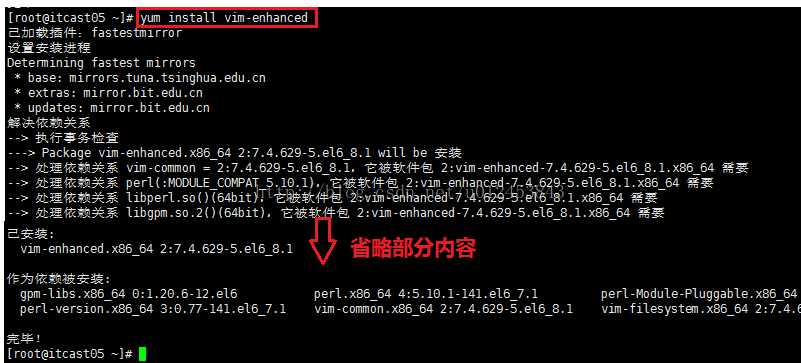 [root@itcast05 ~]# yum install vim-enhanced
已加载插件：fastestmirror
设置安装进程
Determining fastest mirrors
* base: mirrors.tuna.tsinghua.edu.cn
* extras: mirror.bit.edu.cn
* updates: mirror.bit.edu.cn
解决依赖关系
--> 执行事务检查
---> Package vim-enhanced.x86_64 2:7.4.629-5.el6_8.1 will be 安装
--> 处理依赖关系 vim-common = 2:7.4.629-5.el6_8.1，它被软件包 2:vim-enhanced-7.4.629-5.el6_8.1.x86_64 需要
--> 处理依赖关系 perl(:MODULE_COMPAT_5.10.1)，它被软件包 2:vim-enhanced-7.4.629-5.el6_8.1.x86_64 需要
--> 处理依赖关系 libperl.so()(64bit)，它被软件包 2:vim-enhanced-7.4.629-5.el6_8.1.x86_64 需要
--> 处理依赖关系 libgpm.so.2()(64bit)，它被软件包 2:vim-enhanced-7.4.629-5.el6_8.1.x86_64 需要
已安装:
vim-enhanced.x86_64 2:7.4.629-5.el6_8.1
省略部分内容
作为依赖被安装:
gpm-libs.x86_64 0:1.20.6-12.el6 perl.x86_64 4:5.10.1-141.el6_7.1 perl-Module-Pluggable.x86_64
perl-version.x86_64 3:0.77-141.el6_7.1 vim-common.x86_64 2:7.4.629-5.el6_8.1 vim-filesystem.x86_64 2:7.4.6
完毕！
[root@itcast05 ~]#